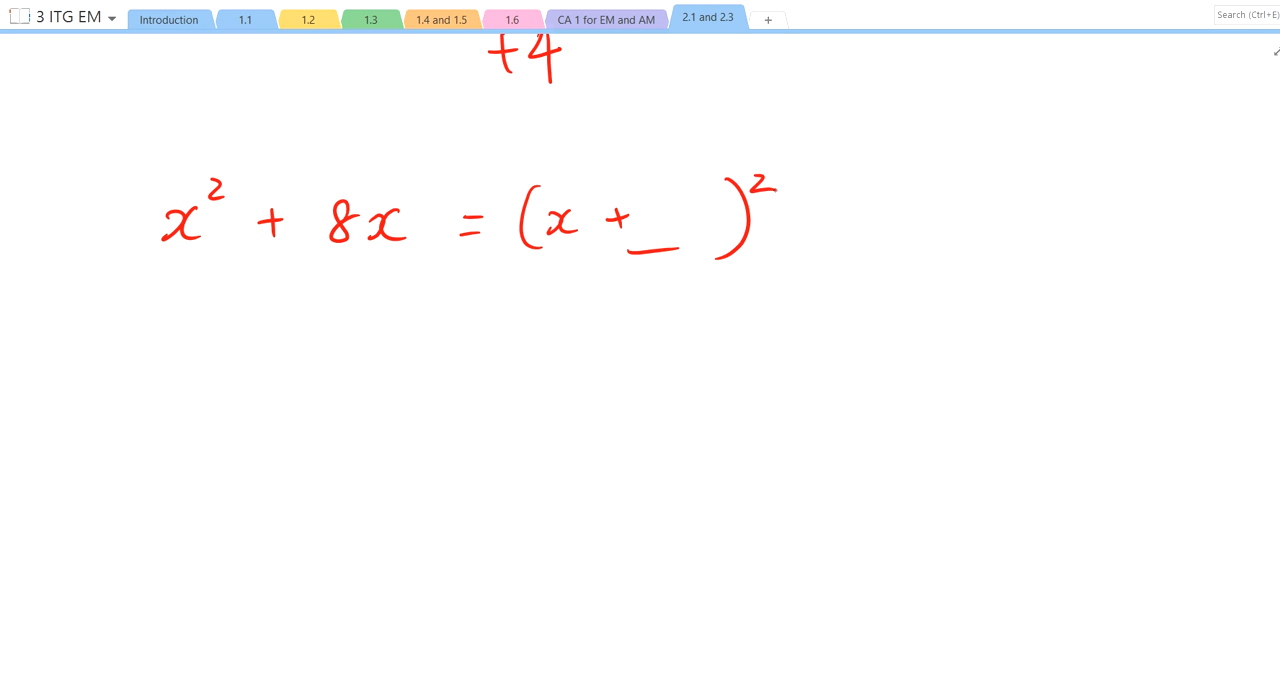 3 ITG EM Introduction 1.1 1.2 1.3 1.4 and 1.5 1.6 CA 1 for EM and AM 2.1 and 2.3 + Search (Ctrl+E)
+4
x² + 8x = (x + __ )²